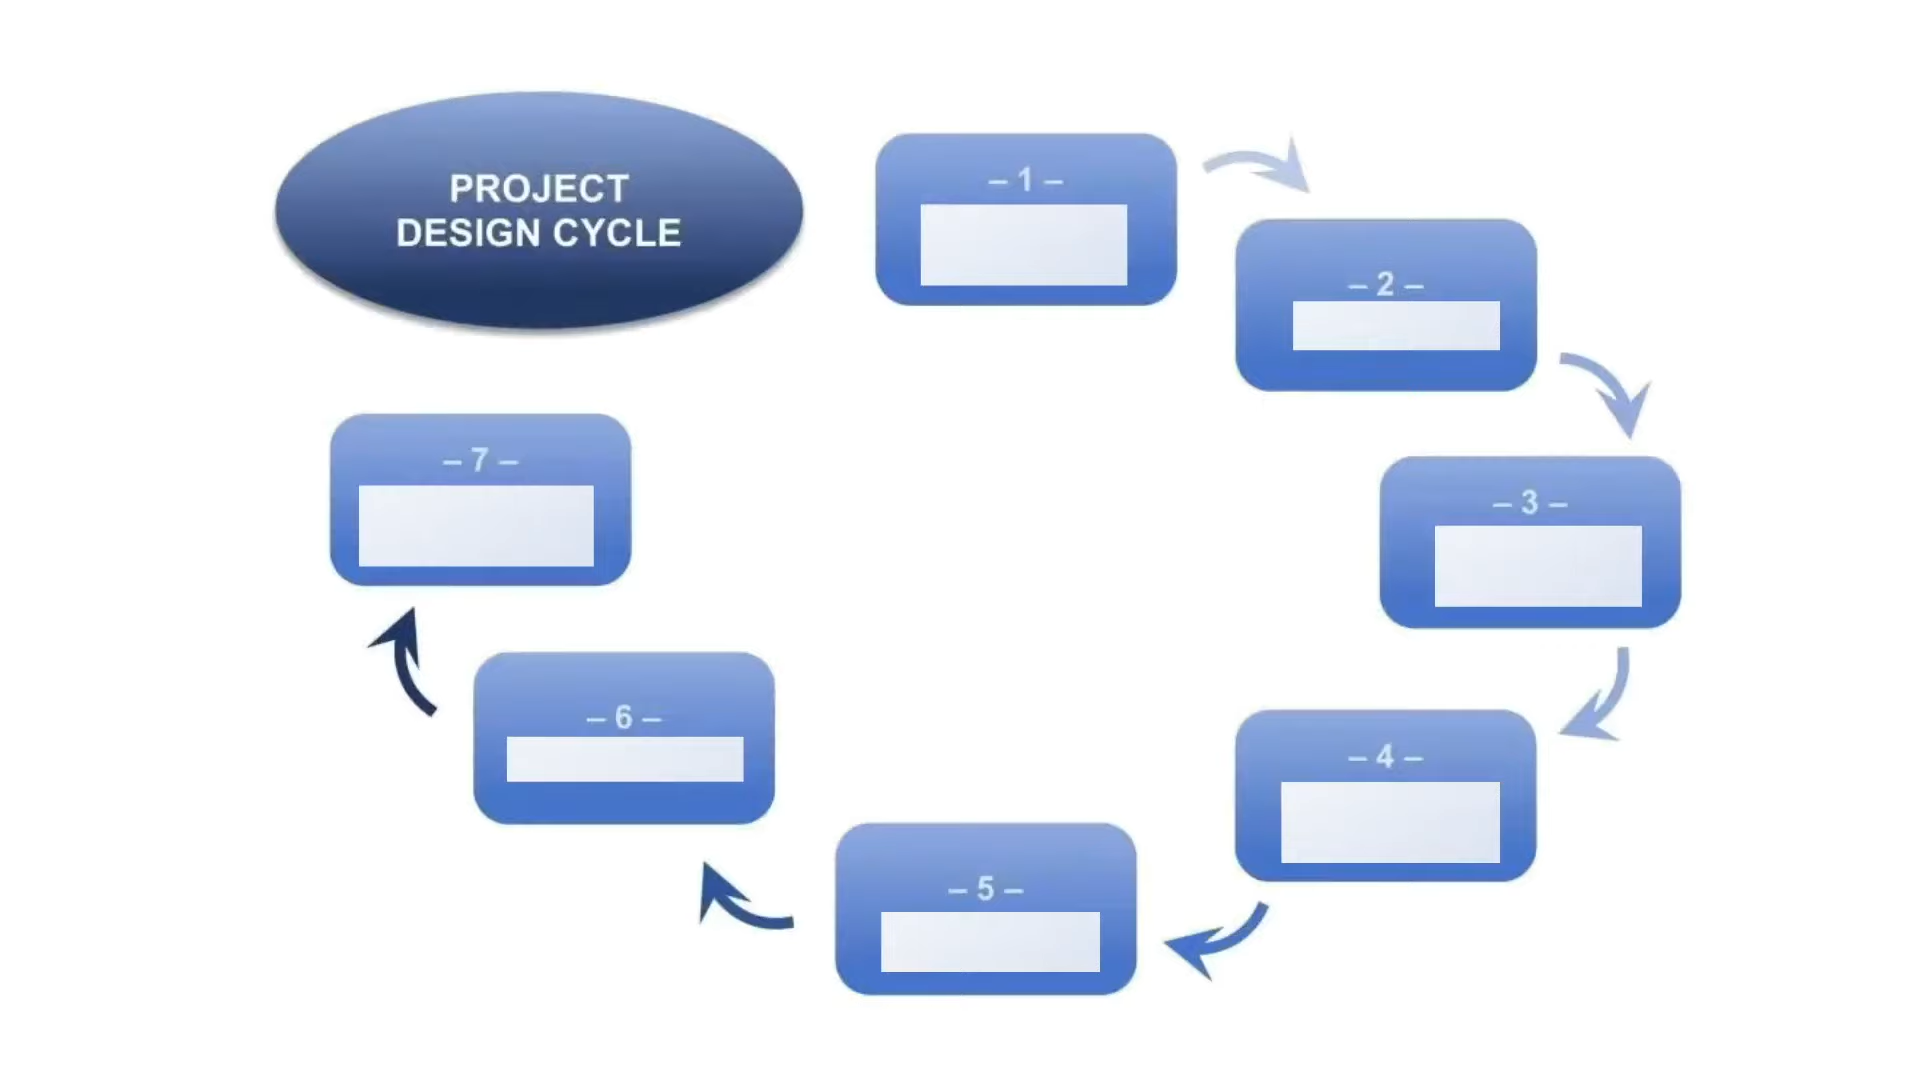 PROJECT
DESIGN CYCLE
– 1 –
– 2 –
– 3 –
– 4 –
– 5 –
– 6 –
– 7 –